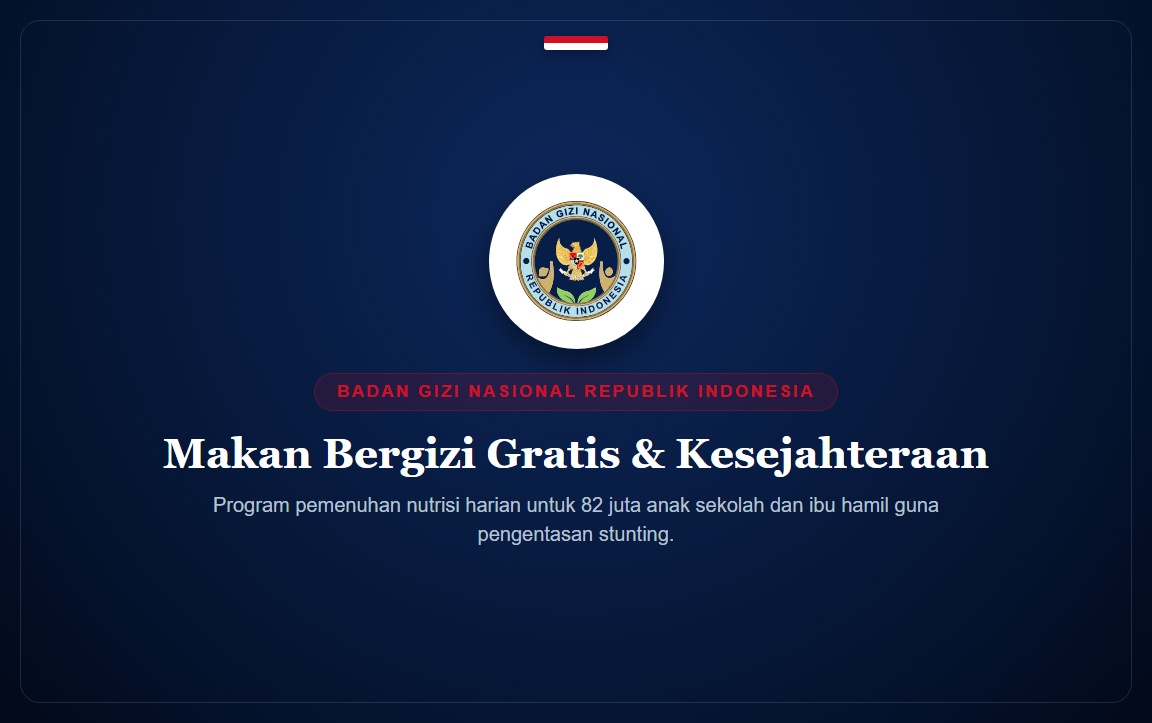 BADAN GIZI NASIONAL
REPUBLIK INDONESIA
BADAN GIZI NASIONAL REPUBLIK INDONESIA
Makan Bergizi Gratis & Kesejahteraan
Program pemenuhan nutrisi harian untuk 82 juta anak sekolah dan ibu hamil guna
pengentasan stunting.